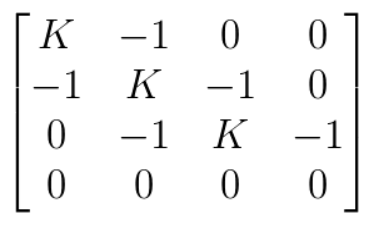 K −1 0 0
−1 K −1 0
0 −1 K −1
0 0 0 0